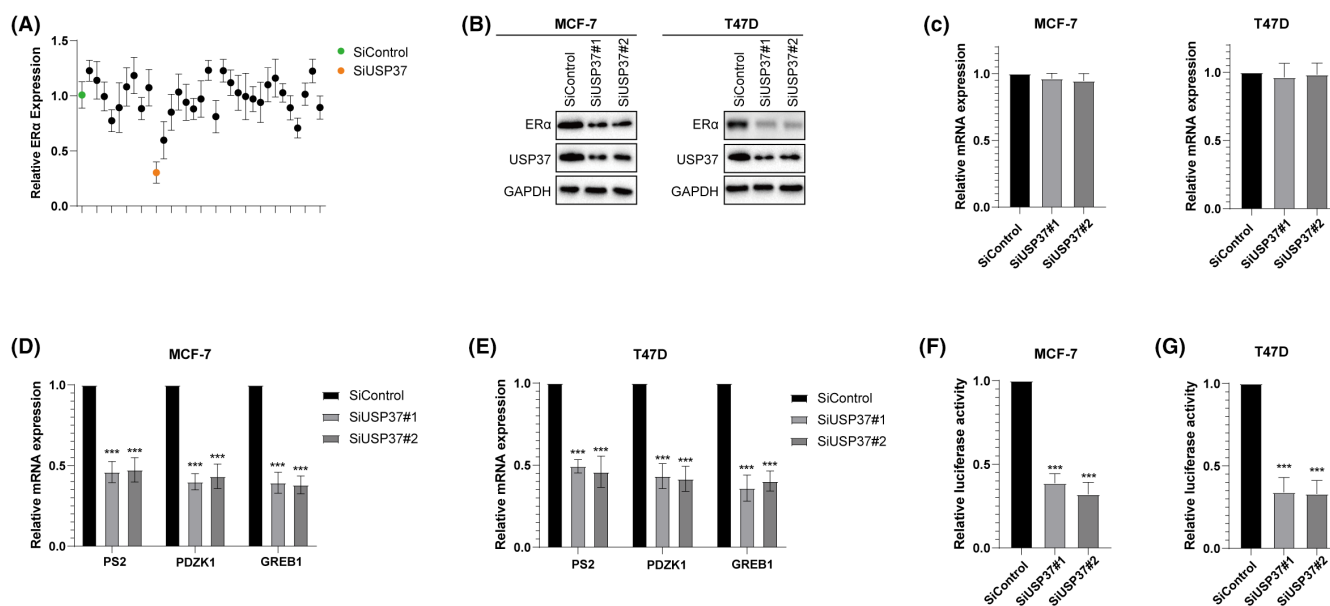 (A)
Relative ERα Expression
1.5
1.0
0.5
0.0
SiControl
SiUSP37
(B)
MCF-7
T47D
SiControl
SiUSP37#1
SiUSP37#2
SiControl
SiUSP37#1
SiUSP37#2
ERα
USP37
GAPDH
ERα
USP37
GAPDH
(c)
MCF-7
Relative mRNA expression
1.0
0.5
0.0
SiControl
SiUSP37#1
SiUSP37#2
T47D
Relative mRNA expression
1.0
0.5
0.0
SiControl
SiUSP37#1
SiUSP37#2
(D)
MCF-7
Relative mRNA expression
1.0
0.5
0.0
*** *** *** *** *** ***
PS2 PDZK1 GREB1
SiControl
SiUSP37#1
SiUSP37#2
(E)
T47D
Relative mRNA expression
1.0
0.5
0.0
*** *** *** *** *** ***
PS2 PDZK1 GREB1
SiControl
SiUSP37#1
SiUSP37#2
(F)
MCF-7
Relative luciferase activity
1.0
0.5
0.0
*** ***
SiControl
SiUSP37#1
SiUSP37#2
(G)
T47D
Relative luciferase activity
1.0
0.5
0.0
*** ***
SiControl
SiUSP37#1
SiUSP37#2